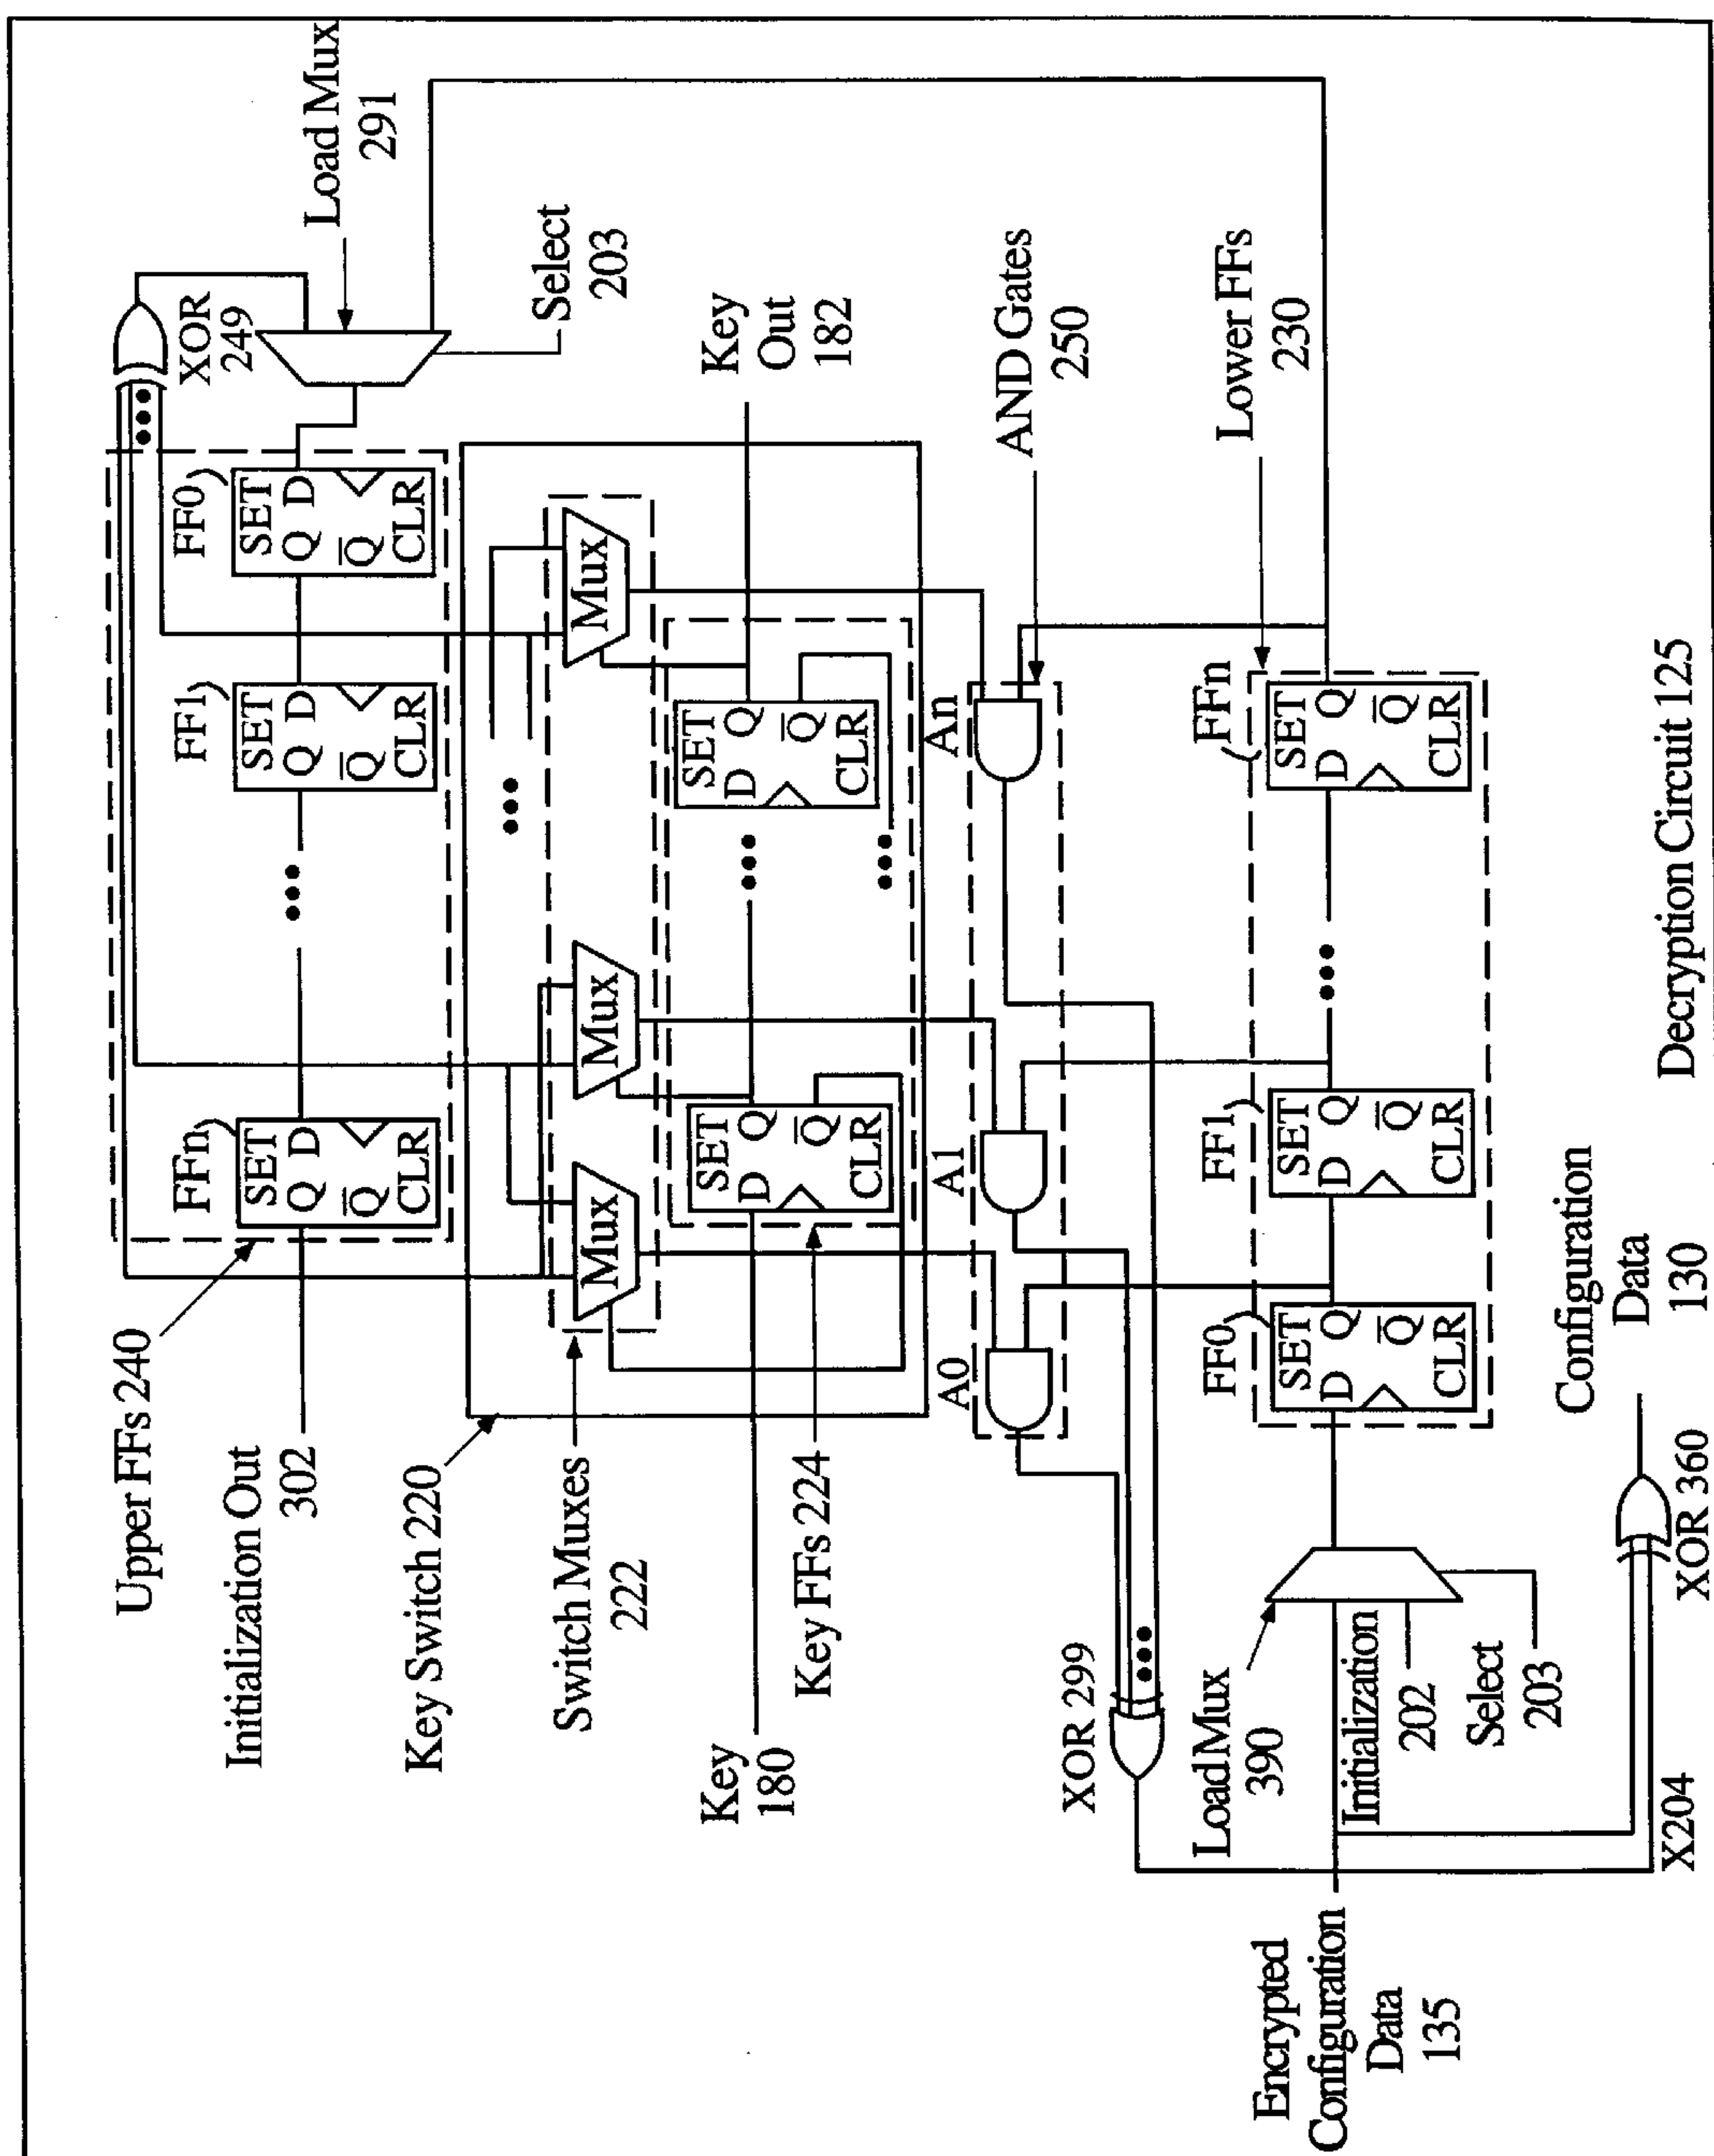 Upper FFs 240
Initialization Out
302
Key Switch 220
Switch Muxes
222
Key
180
Key FFs 224
XOR 299
Load Mux
390
Initialization
202
Select
203
Encrypted
Configuration
Data
135
X204
XOR 360
Configuration
Data
130
FFn
SET
Q D
Q̅
CLR
FF1
SET
Q D
Q̅
CLR
FF0
SET
Q D
Q̅
CLR
XOR
249
Load Mux
291
Select
203
Mux
Mux
Mux
SET
D Q
Q̅
CLR
SET
D Q
Q̅
CLR
Key
Out
182
A0
A1
An
AND Gates
250
FF0
SET
D Q
Q̅
CLR
FF1
SET
D Q
Q̅
CLR
FFn
SET
D Q
Q̅
CLR
Lower FFs
230
Decryption Circuit 125